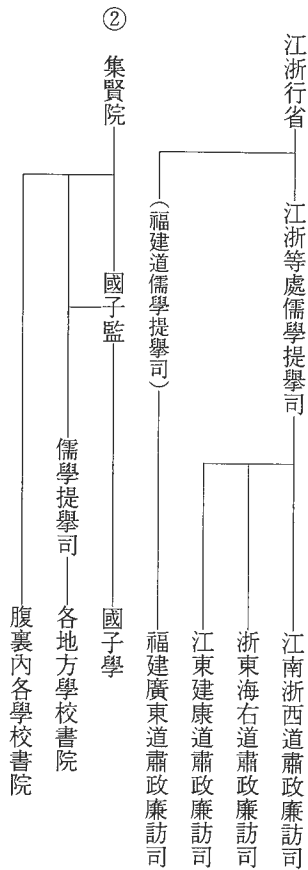 江浙行省
江浙等處儒學提舉司
江南浙西道肅政廉訪司
浙東海右道肅政廉訪司
江東建康道肅政廉訪司
（福建道儒學提舉司）
福建廣東道肅政廉訪司
②
集賢院
國子監
國子學
儒學提舉司
各地方學校書院
腹裏內各學校書院